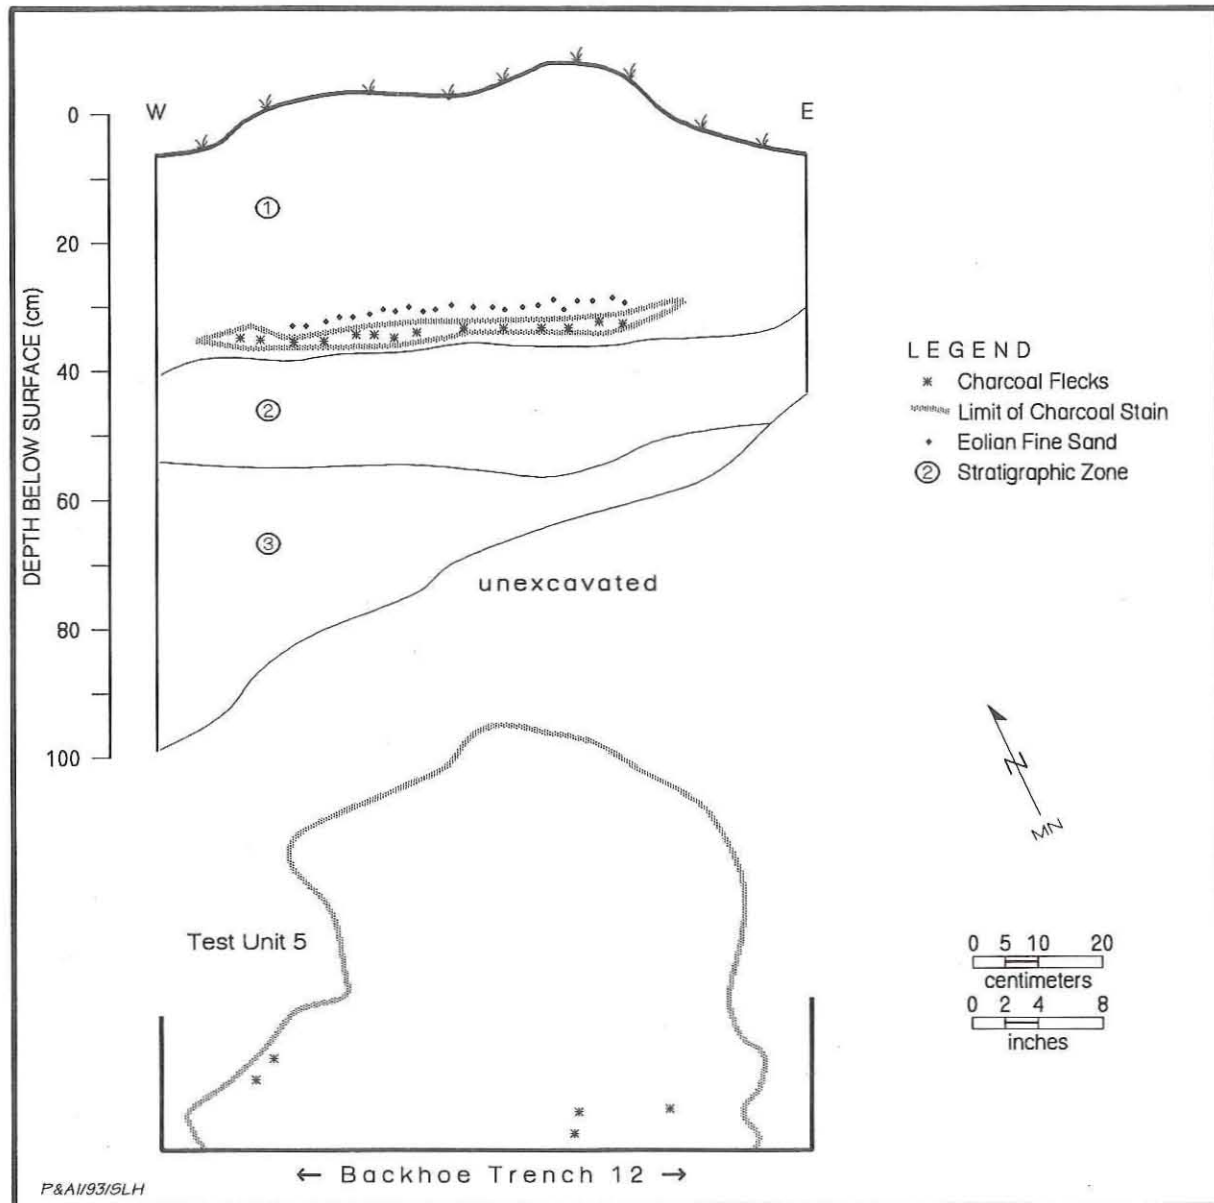 W
E
0
20
40
60
80
100
DEPTH BELOW SURFACE (cm)
1
2
3
unexcavated
LEGEND
Charcoal Flecks
Limit of Charcoal Stain
Eolian Fine Sand
2 Stratigraphic Zone
N
MN
Test Unit 5
0 5 10 20
centimeters
0 2 4 8
inches
← Backhoe Trench 12 →
P&AI/93/SLH